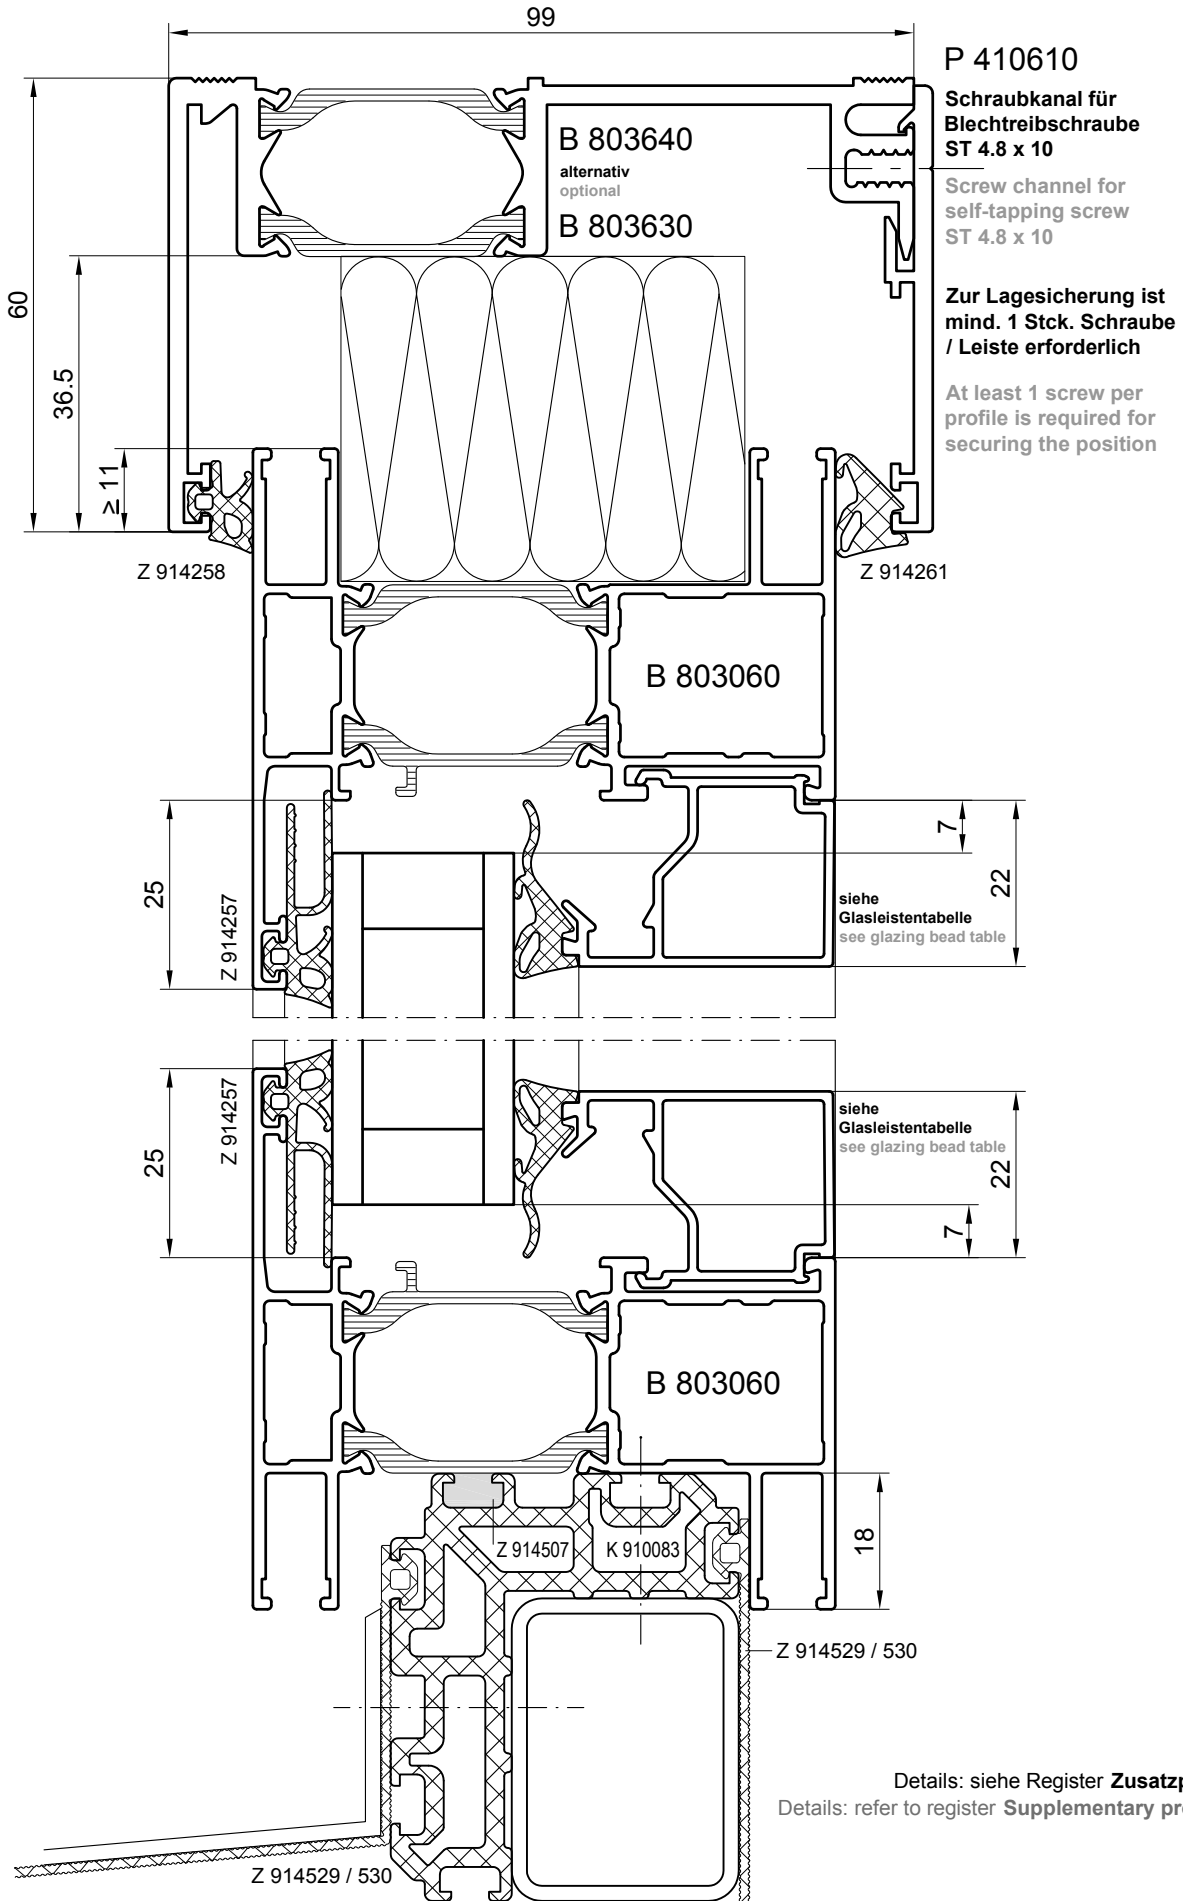 99
P 410610
Schraubkanal für
Blechtreibschraube
ST 4.8 x 10
Screw channel for
self-tapping screw
ST 4.8 x 10
B 803640
alternativ
optional
B 803630
60
36.5
≥ 11
Zur Lagesicherung ist
mind. 1 Stck. Schraube
/ Leiste erforderlich
At least 1 screw per
profile is required for
securing the position
Z 914258
Z 914261
B 803060
25
Z 914257
7
22
siehe
Glasleistentabelle
see glazing bead table
25
Z 914257
siehe
Glasleistentabelle
see glazing bead table
22
7
B 803060
18
Z 914507
K 910083
Z 914529 / 530
Details: siehe Register Zusatzp
Details: refer to register Supplementary pr
Z 914529 / 530